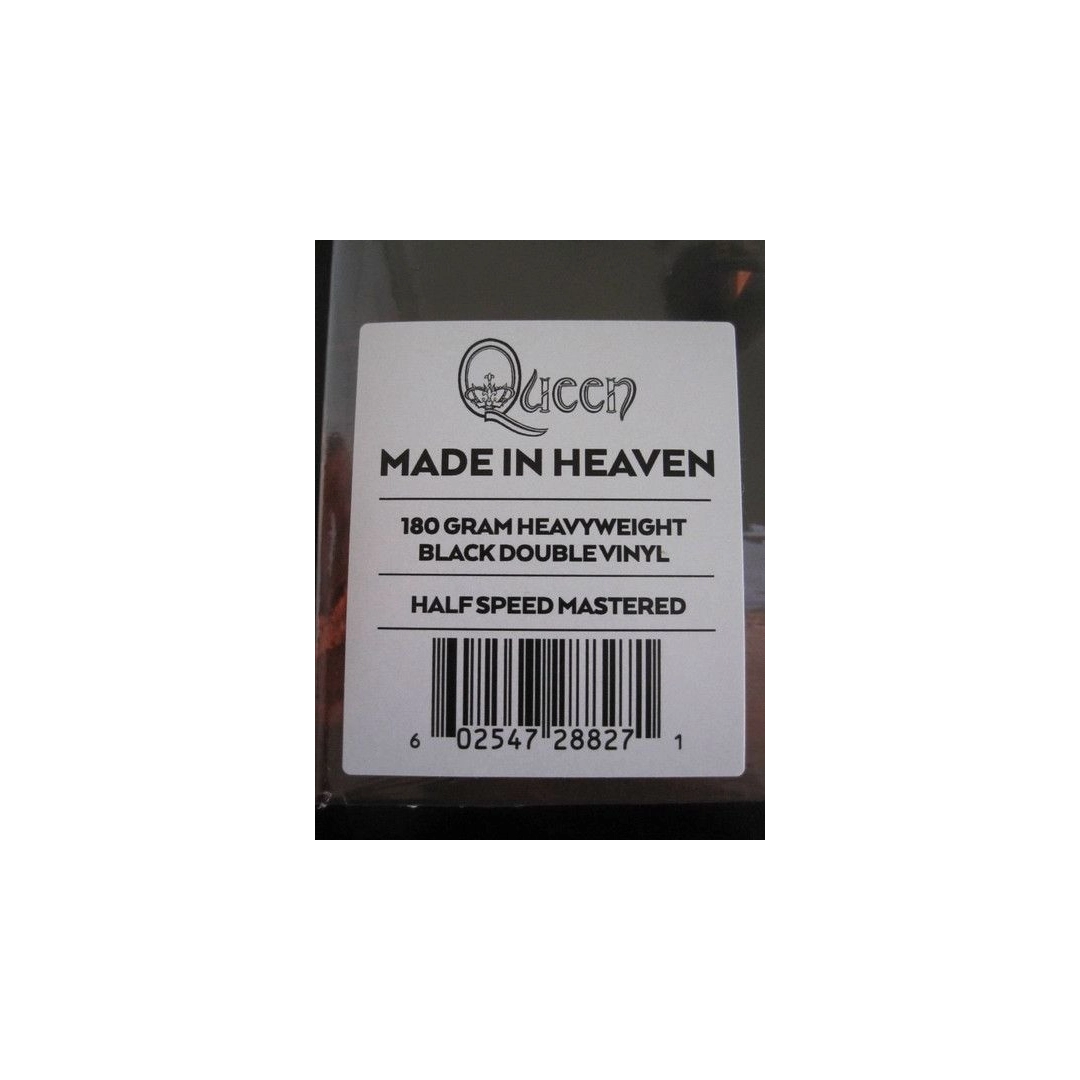 Queen
MADE IN HEAVEN
180 GRAM HEAVYWEIGHT
BLACK DOUBLE VINYL
HALF SPEED MASTERED
6 02547 28827 1